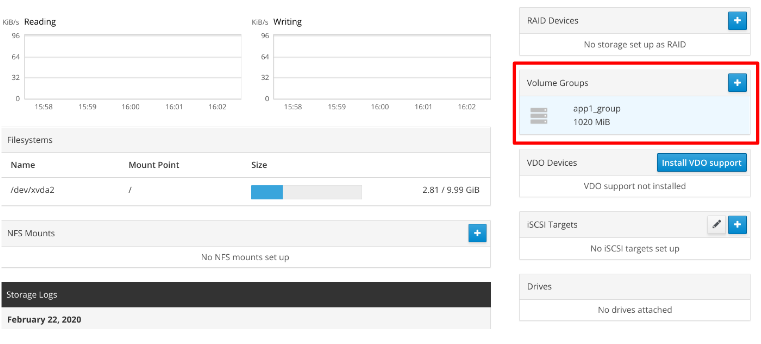 KiB/s Reading
96
64
32
0
15:58 15:59 16:00 16:01 16:02
KiB/s Writing
96
64
32
0
15:58 15:59 16:00 16:01 16:02
Filesystems
Name Mount Point Size
/dev/xvda2 / 2.81 / 9.99 GiB
NFS Mounts
No NFS mounts set up
Storage Logs
February 22, 2020
RAID Devices
No storage set up as RAID
Volume Groups
app1_group
1020 MiB
VDO Devices Install VDO support
VDO support not installed
iSCSI Targets
No iSCSI targets set up
Drives
No drives attached